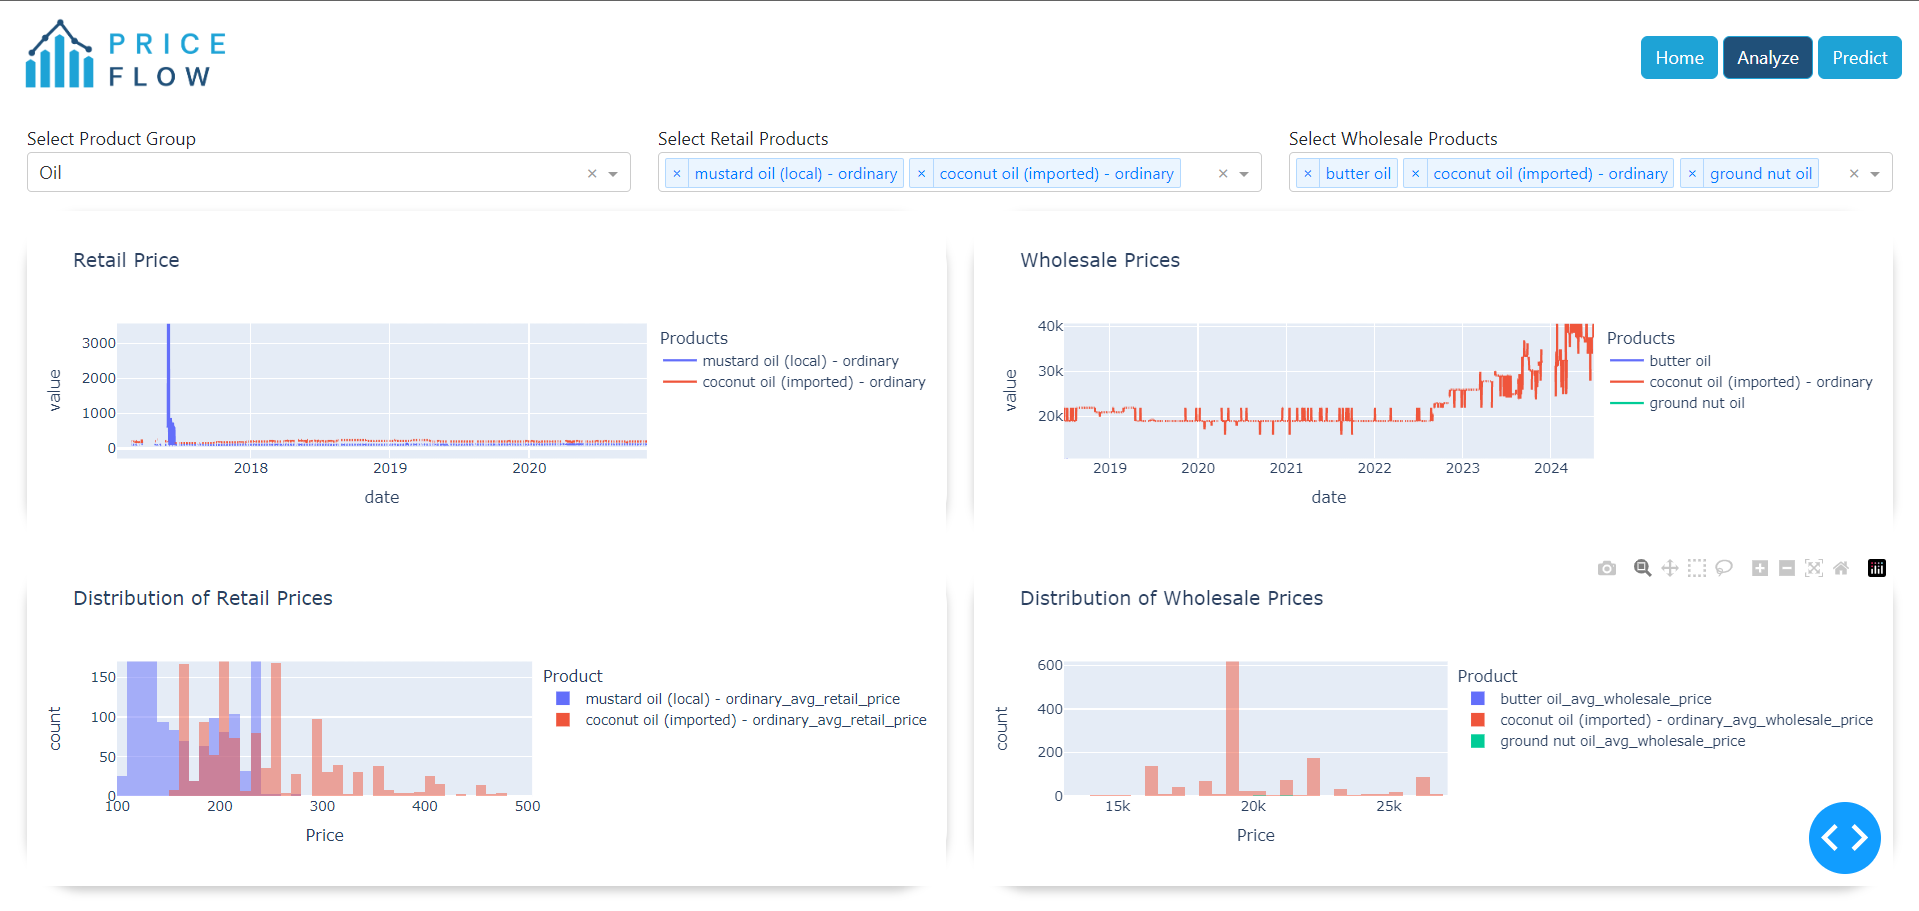 PRICE
FLOW
Home Analyze Predict
Select Product Group
Oil × 
Select Retail Products
× mustard oil (local) - ordinary × coconut oil (imported) - ordinary ×
Select Wholesale Products
× butter oil × coconut oil (imported) - ordinary × ground nut oil ×
Retail Price
3000
2000
1000
0
value
2018 2019 2020
date
Products
mustard oil (local) - ordinary
coconut oil (imported) - ordinary
Wholesale Prices
40k
30k
20k
value
2019 2020 2021 2022 2023 2024
date
Products
butter oil
coconut oil (imported) - ordinary
ground nut oil
Distribution of Retail Prices
150
100
50
0
count
100 200 300 400 500
Price
Product
mustard oil (local) - ordinary_avg_retail_price
coconut oil (imported) - ordinary_avg_retail_price
Distribution of Wholesale Prices
600
400
200
0
count
15k 20k 25k
Price
Product
butter oil_avg_wholesale_price
coconut oil (imported) - ordinary_avg_wholesale_price
ground nut oil_avg_wholesale_price